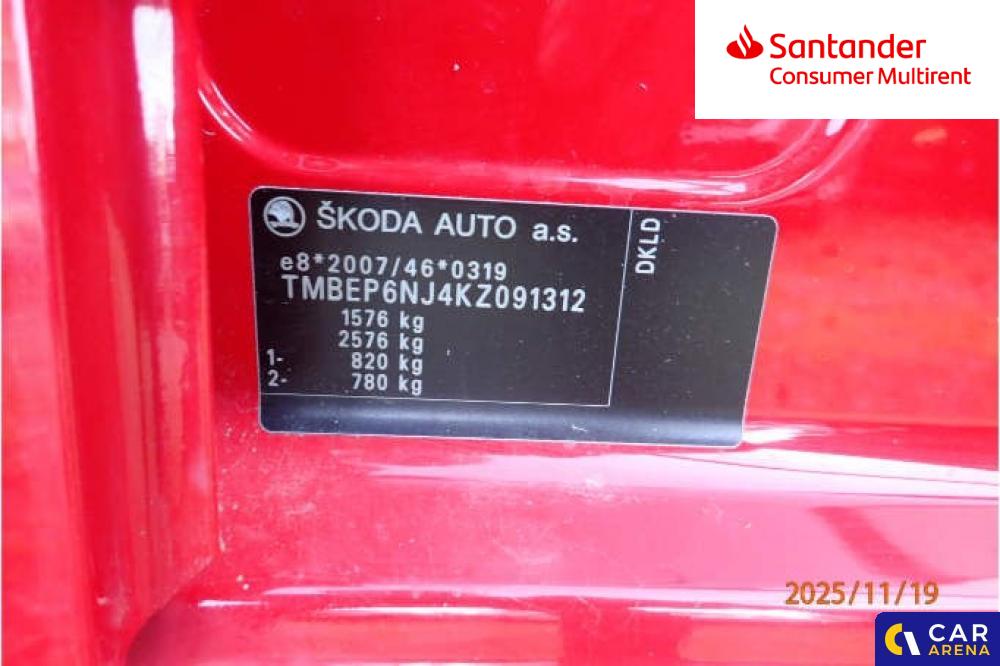 Santander
Consumer Multirent
ŠKODA AUTO a.s.
DKLD
e8*2007/46*0319
TMBEP6NJ4KZ091312
1576 kg
2576 kg
1- 820 kg
2- 780 kg
2025/11/19
CAR
ARENA